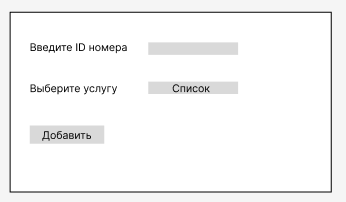 Введите ID номера
Выберите услугу
Список
Добавить